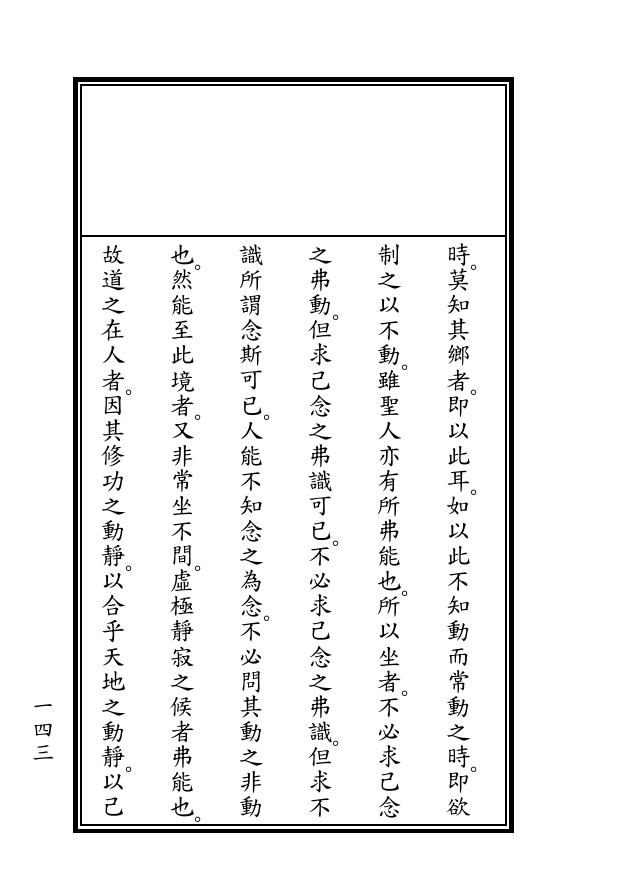 時。莫知其鄉者。即以此耳。如以此不知動而常動之時。即欲
制之以不動。雖聖人亦有所弗能也。所以坐者。不必求己念
之弗動。但求己念之弗識可已。不必求己念之弗識。但求不
識所謂念斯可已。人能不知念之為念。不必問其動之非動
也。然能至此境者。又非常坐不間。虛極靜寂之候者弗能也。
故道之在人者。因其修功之動靜。以合乎天地之動靜。以己
一四三